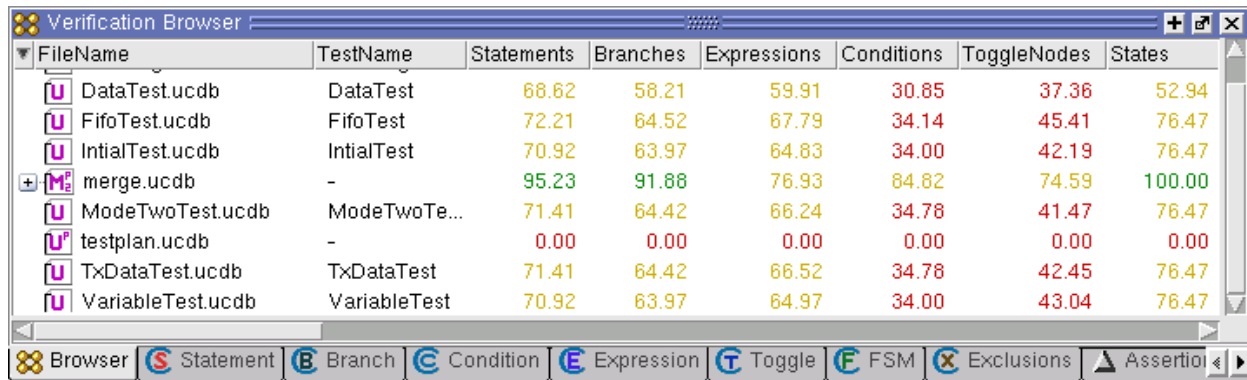 Verification Browser
FileName TestName Statements Branches Expressions Conditions ToggleNodes States
U DataTest.ucdb DataTest 68.62 58.21 59.91 30.85 37.36 52.94
U FifoTest.ucdb FifoTest 72.21 64.52 67.79 34.14 45.41 76.47
U IntialTest.ucdb IntialTest 70.92 63.97 64.83 34.00 42.19 76.47
M merge.ucdb - 95.23 91.88 76.93 84.82 74.59 100.00
U ModeTwoTest.ucdb ModeTwoTe... 71.41 64.42 66.24 34.78 41.47 76.47
UP testplan.ucdb - 0.00 0.00 0.00 0.00 0.00 0.00
U TxDataTest.ucdb TxDataTest 71.41 64.42 66.52 34.78 42.45 76.47
U VariableTest.ucdb VariableTest 70.92 63.97 64.97 34.00 43.04 76.47
Browser S Statement B Branch C Condition E Expression T Toggle F FSM X Exclusions Assertio